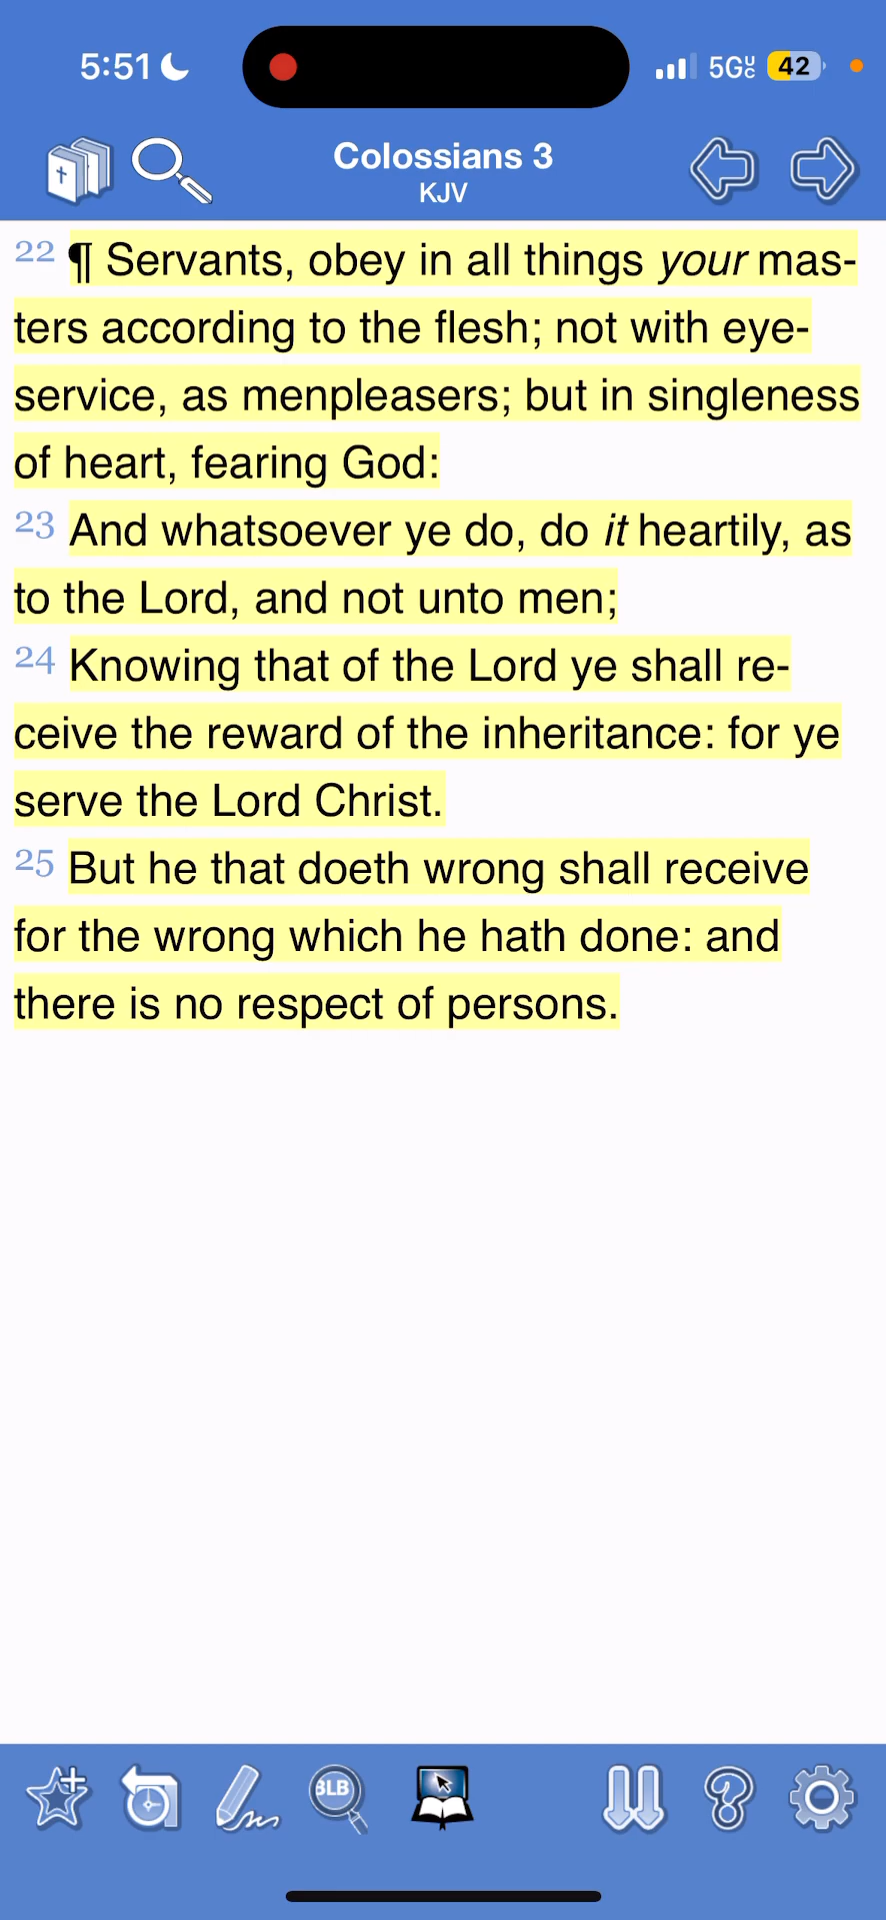 5:51
5GUC 42
Colossians 3
KJV
22 ¶ Servants, obey in all things your mas-
ters according to the flesh; not with eye-
service, as menpleasers; but in singleness
of heart, fearing God:
23 And whatsoever ye do, do it heartily, as
to the Lord, and not unto men;
24 Knowing that of the Lord ye shall re-
ceive the reward of the inheritance: for ye
serve the Lord Christ.
25 But he that doeth wrong shall receive
for the wrong which he hath done: and
there is no respect of persons.
BLB